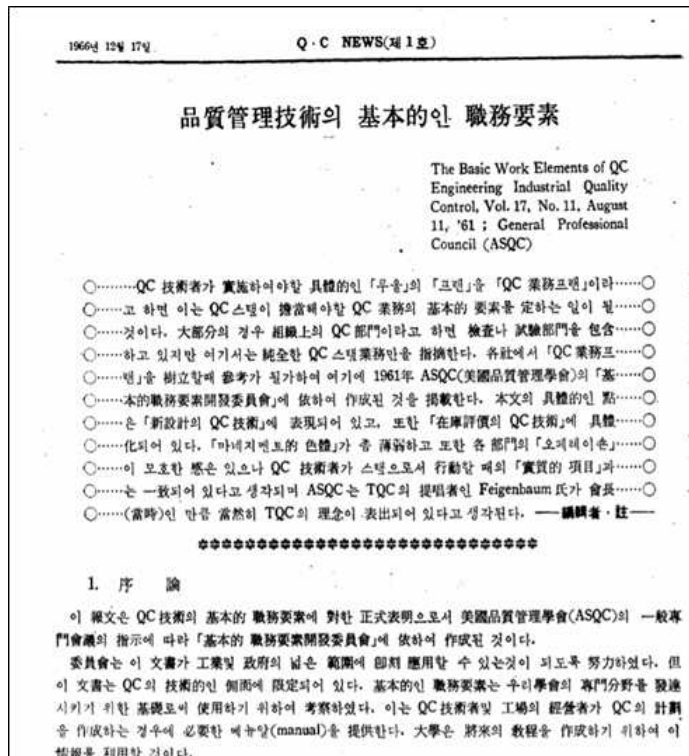 1966년 12월 17일
Q·C NEWS(제1호)
品質管理技術의 基本的인 職務要素
The Basic Work Elements of QC
Engineering Industrial Quality
Control, Vol. 17, No. 11, August
11, '61 ; General Professional
Council (ASQC)
○………QC 技術者가 實施하여야할 具體的인 「우울」의 「프랜」을 「QC 業務프랜」이라……○
○……고 하면 이는 QC스탭이 擔當해야할 QC 業務의 基本的 要素를 定하는 일이 될……○
○……것이다. 大部分의 경우 組織上의 QC部門이라고 하면 檢査나 試驗部門을 包含……○
○……하고 있지만 여기서는 純全한 QC스탭業務만을 指摘한다. 各社에서 「QC業務프……○
○……랜」을 樹立할때 參考가 될가하여 여기에 1961年 ASQC(美國品質管理學會)의 「基……○
○……本的職務要素開發委員會」에 依하여 作成된 것을 揭載한다. 本文의 具體的인 點……○
○……은 「新設計의 QC技術」에 表現되어 있고, 또한 「在庫評價의 QC技術」에 具體……○
○……化되어 있다. 「마네지멘트的 色體」가 좀 薄弱하고 또한 各 部門의 「오페레이숀」……○
○……이 모호한 感은 있으나 QC 技術者가 스탭으로서 行動할 때의 「實質的 項目」과……○
○……는 一致되어 있다고 생각되며 ASQC는 TQC의 提唱者인 Feigenbaum氏가 會長……○
○……(當時)인 만큼 當然히 TQC의 理念이 表出되어 있다고 생각된다. ——編輯者·註——
1. 序 論
이 報文은 QC技術의 基本的 職務要素에 對한 正式表明으로서 美國品質管理學會(ASQC)의 一般專
門會議의 指示에 따라 「基本的 職務要素開發委員會」에 依하여 作成된 것이다.
委員會는 이 文書가 工業및 政府의 넓은 範圍에 卽刻 應用할 수 있는것이 되도록 努力하였다. 但
이 文書는 QC의 技術的인 側面에 限定되어 있다. 基本的인 職務要素는 우리學會의 專門分野를 發達
시키기 위한 基礎로써 使用하기 위하여 考察하였다. 이는 QC技術者및 工場의 經營者가 QC의 計劃
을 作成하는 경우에 必要한 메뉴알(manual)을 提供한다. 大學은 將來의 敎程을 作成하기 위하여 이
情報를 利用할 것이다.